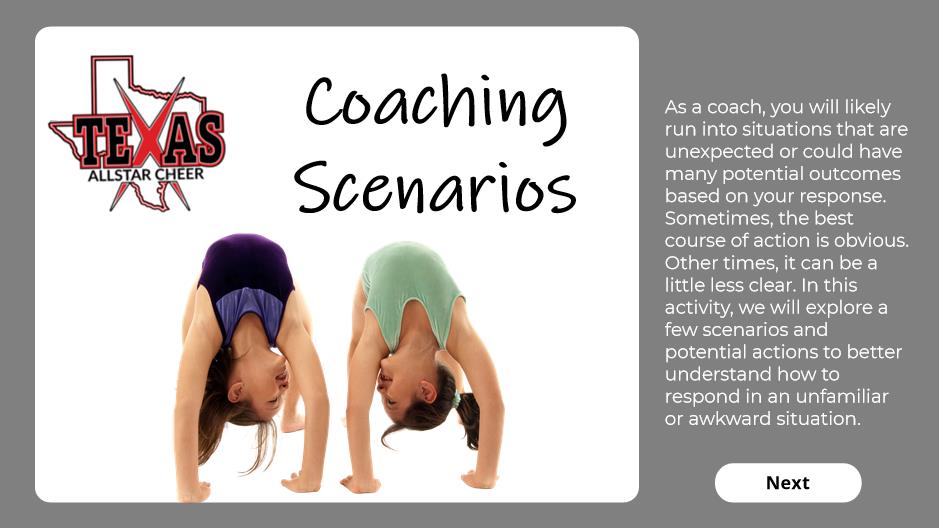 TEXAS
ALLSTAR CHEER
Coaching
Scenarios
As a coach, you will likely
run into situations that are
unexpected or could have
many potential outcomes
based on your response.
Sometimes, the best
course of action is obvious.
Other times, it can be a
little less clear. In this
activity, we will explore a
few scenarios and
potential actions to better
understand how to
respond in an unfamiliar
or awkward situation.
Next